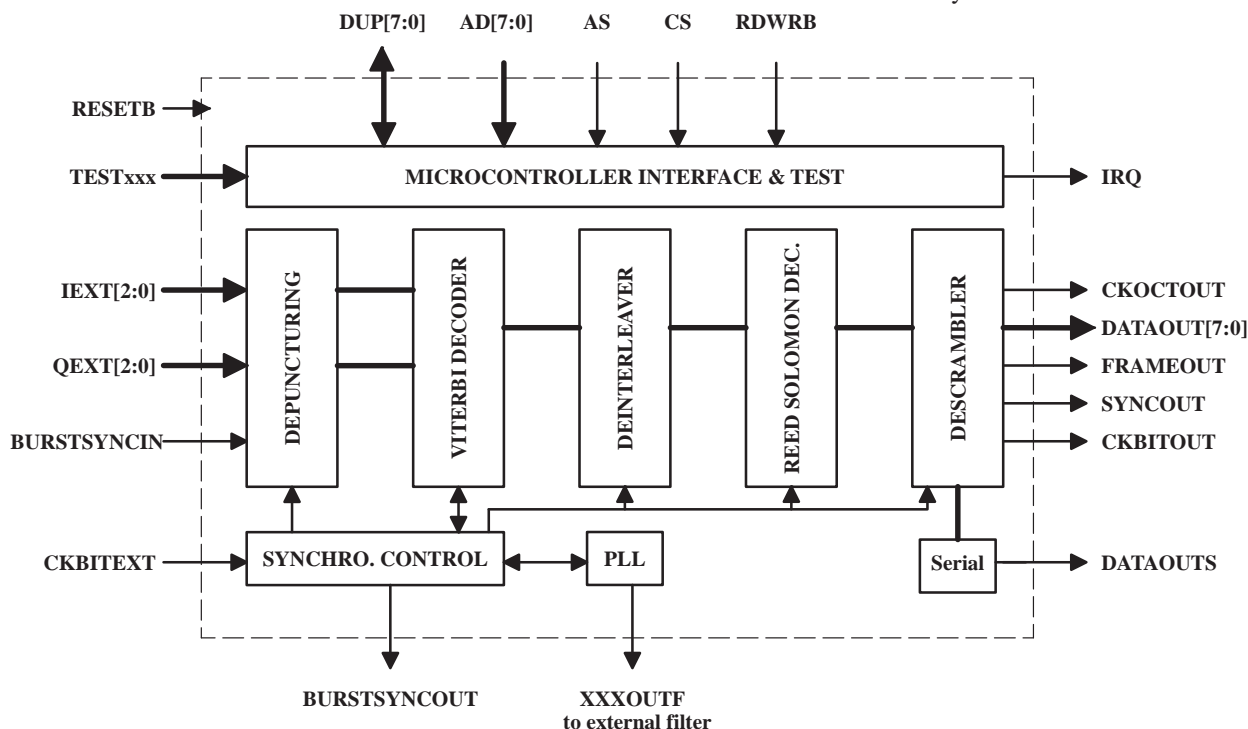 DUP[7:0] AD[7:0] AS CS RDWRB
RESETB
TESTxxx MICROCONTROLLER INTERFACE & TEST IRQ
IEXT[2:0]
QEXT[2:0]
BURSTSYNCIN
DEPUNCTURING
VITERBI DECODER
DEINTERLEAVER
REED SOLOMON DEC.
DESCRAMBLER
CKOCTOUT
DATAOUT[7:0]
FRAMEOUT
SYNCOUT
CKBITOUT
CKBITEXT SYNCHRO. CONTROL PLL Serial DATAOUTS
BURSTSYNCOUT XXXOUTF
to external filter